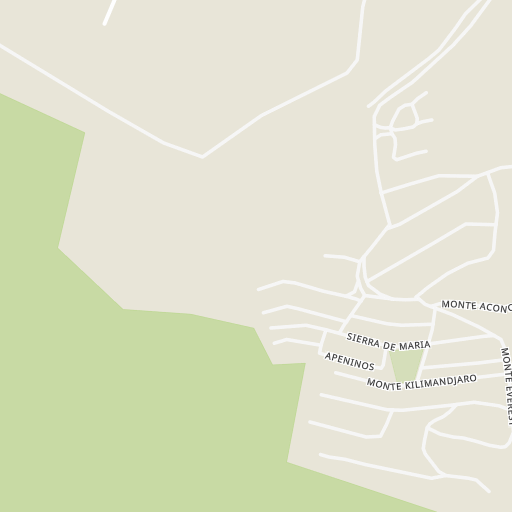 MONTE ACONC
SIERRA DE MARIA
APENINOS
MONTE KILIMANDJARO
MONTE EVEREST